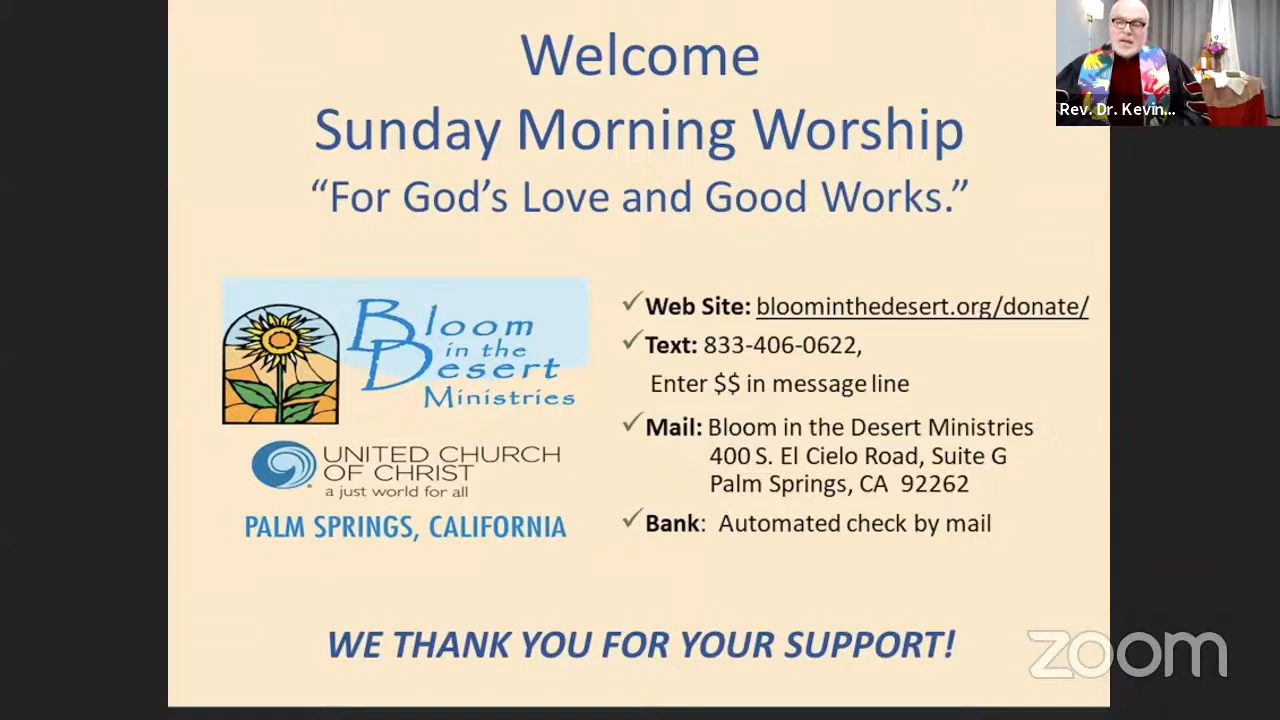 Welcome
Sunday Morning Worship
“For God’s Love and Good Works.”
Rev. Dr. Kevin...
Bloom
in the
Desert
Ministries
UNITED CHURCH
OF CHRIST
a just world for all
PALM SPRINGS, CALIFORNIA
✓Web Site: bloominthedesert.org/donate/
✓Text: 833-406-0622,
Enter $$ in message line
✓Mail: Bloom in the Desert Ministries
400 S. El Cielo Road, Suite G
Palm Springs, CA 92262
✓Bank: Automated check by mail
WE THANK YOU FOR YOUR SUPPORT!
zoom